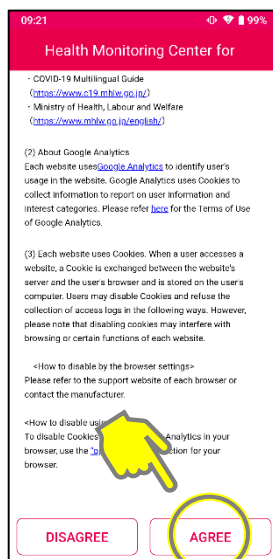 09:21 99%
Health Monitoring Center for
・COVID-19 Multilingual Guide
(https://www.c19.mhlw.go.jp/)
・Ministry of Health, Labour and Welfare
(https://www.mhlw.go.jp/english/)
(2) About Google Analytics
Each website usesGoogle Analytics to identify user's
usage in the website. Google Analytics uses Cookies to
collect information to report on user information and
interest categories. Please refer here for the Terms of Use
of Google Analytics.
(3) Each website uses Cookies. When a user accesses a
website, a Cookie is exchanged between the website's
server and the user's browser and is stored on the user's
computer. Users may disable Cookies and refuse the
collection of access logs in the following ways. However,
please note that disabling cookies may interfere with
browsing or certain functions of each website.
<How to disable by the browser settings>
Please refer to the support website of each browser or
contact the manufacturer.
<How to disable
To disable Cookies Analytics in your
browser, use the for your
browser.
DISAGREE AGREE